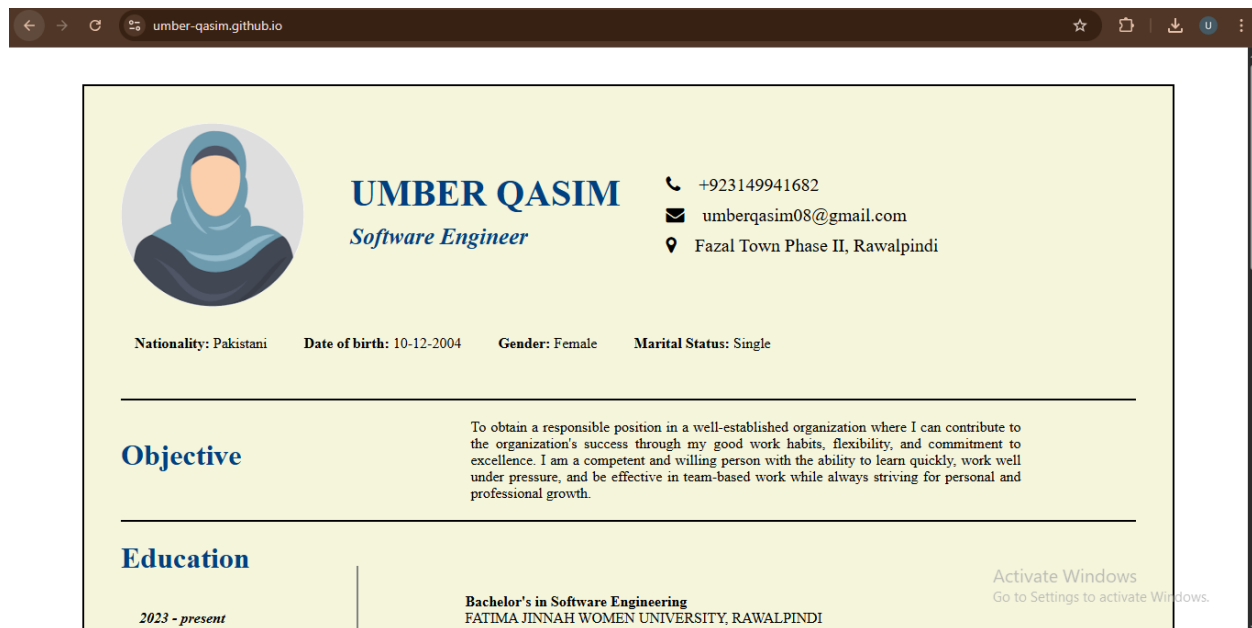 umber-qasim.github.io
U
UMBER QASIM
Software Engineer
+923149941682
umberqasim08@gmail.com
Fazal Town Phase II, Rawalpindi
Nationality: Pakistani Date of birth: 10-12-2004 Gender: Female Marital Status: Single
Objective
To obtain a responsible position in a well-established organization where I can contribute to
the organization's success through my good work habits, flexibility, and commitment to
excellence. I am a competent and willing person with the ability to learn quickly, work well
under pressure, and be effective in team-based work while always striving for personal and
professional growth.
Education
2023 - present
Bachelor's in Software Engineering
FATIMA JINNAH WOMEN UNIVERSITY, RAWALPINDI
Activate Windows
Go to Settings to activate Windows.